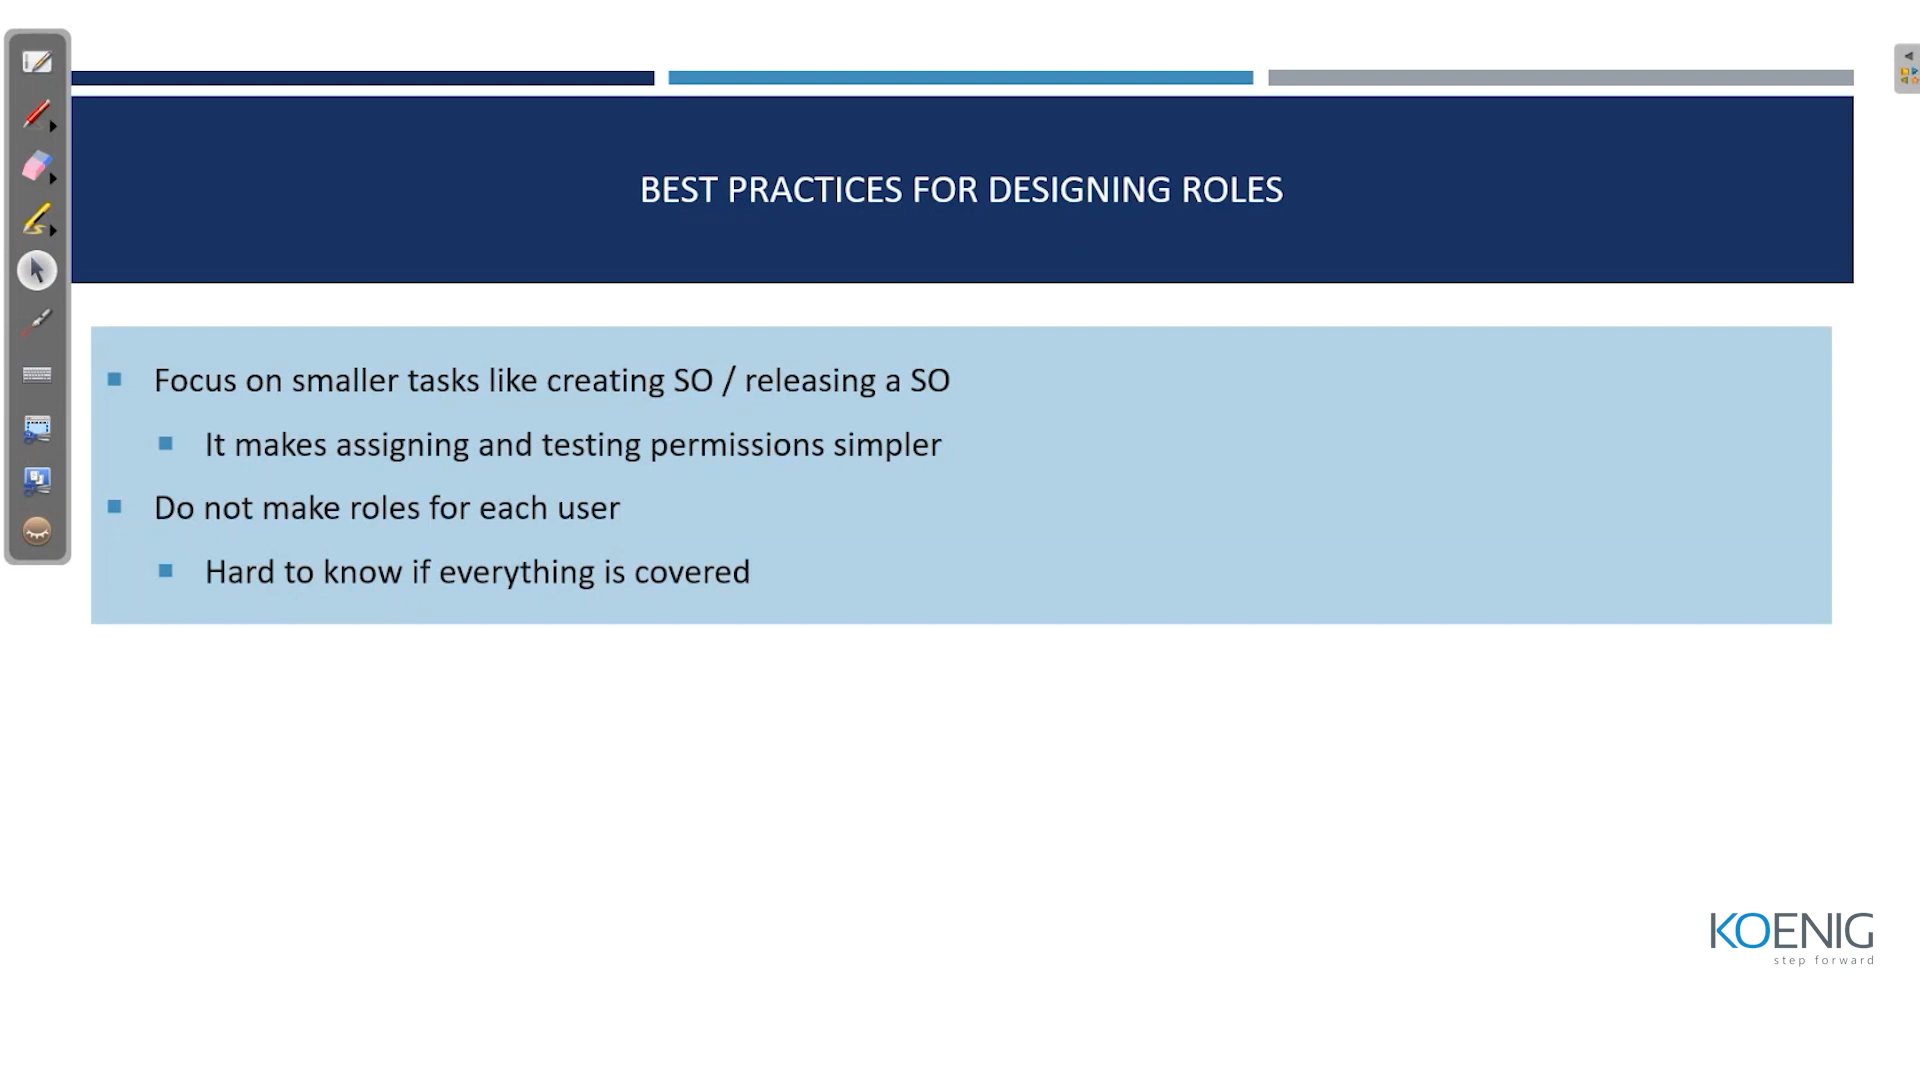 BEST PRACTICES FOR DESIGNING ROLES
Focus on smaller tasks like creating SO / releasing a SO
It makes assigning and testing permissions simpler
Do not make roles for each user
Hard to know if everything is covered
KOENIG
step forward